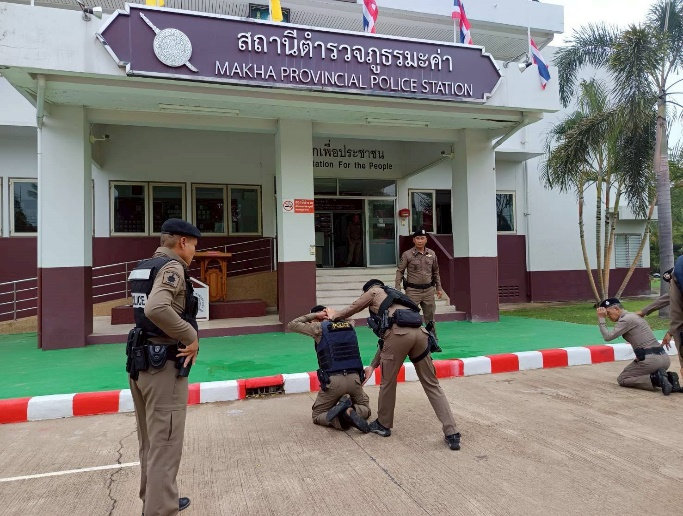 สถานีตำรวจภูธรมะค่า
MAKHA PROVINCIAL POLICE STATION
เพื่อประชาชน
Station For the People
POLICE